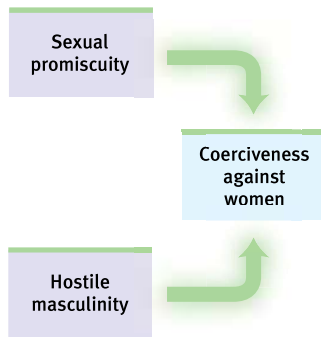 Sexual
promiscuity
Coerciveness
against
women
Hostile
masculinity